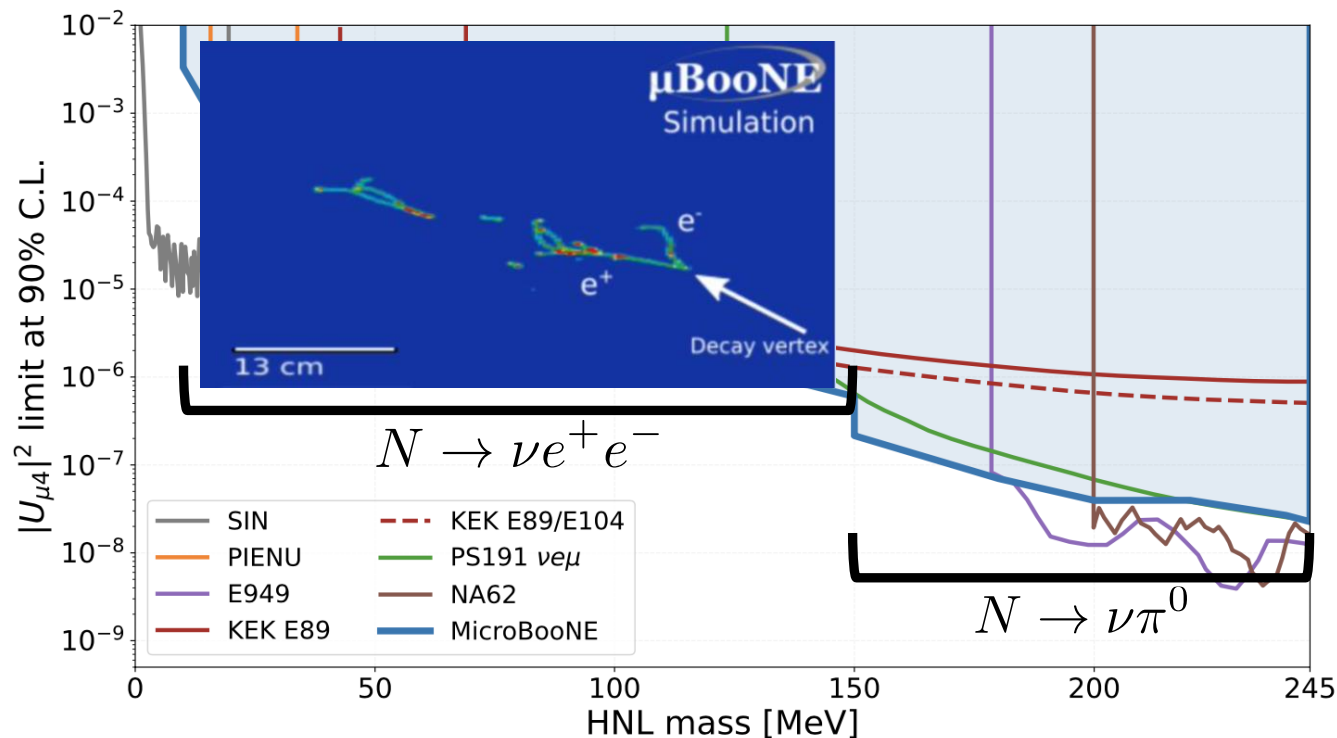 |U_{μ4}|² limit at 90% C.L.
10⁻²
10⁻³
10⁻⁴
10⁻⁵
10⁻⁶
10⁻⁷
10⁻⁸
10⁻⁹
μBooNE
Simulation
e⁻
e⁺
Decay vertex
13 cm
N → νe⁺e⁻
N → νπ⁰
SIN
PIENU
E949
KEK E89
KEK E89/E104
PS191 νeμ
NA62
MicroBooNE
0 50 100 150 200 245
HNL mass [MeV]